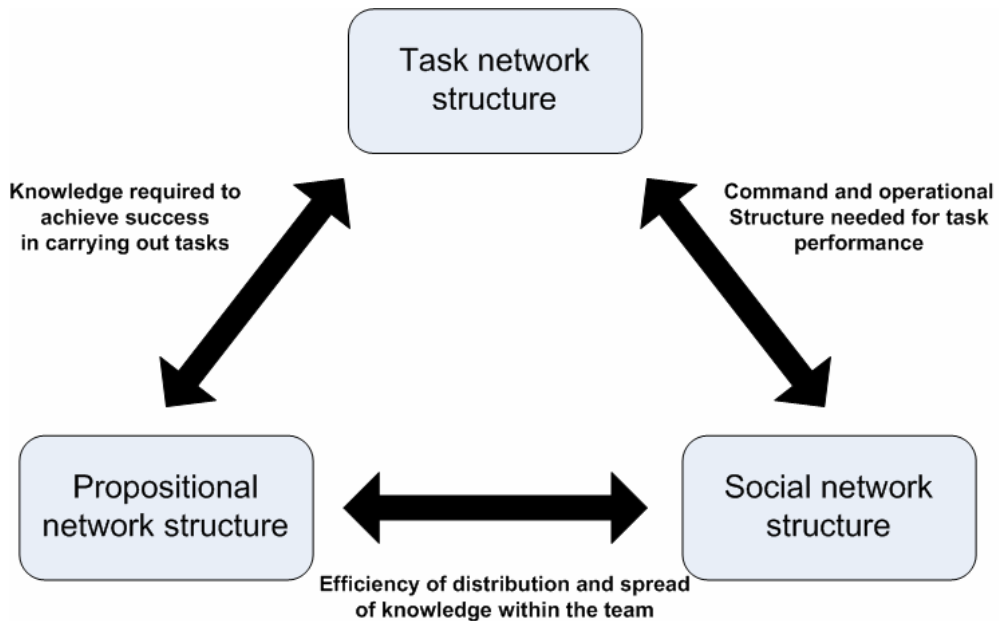 Task network
structure
Knowledge required to
achieve success
in carrying out tasks
Command and operational
Structure needed for task
performance
Propositional
network structure
Social network
structure
Efficiency of distribution and spread
of knowledge within the team